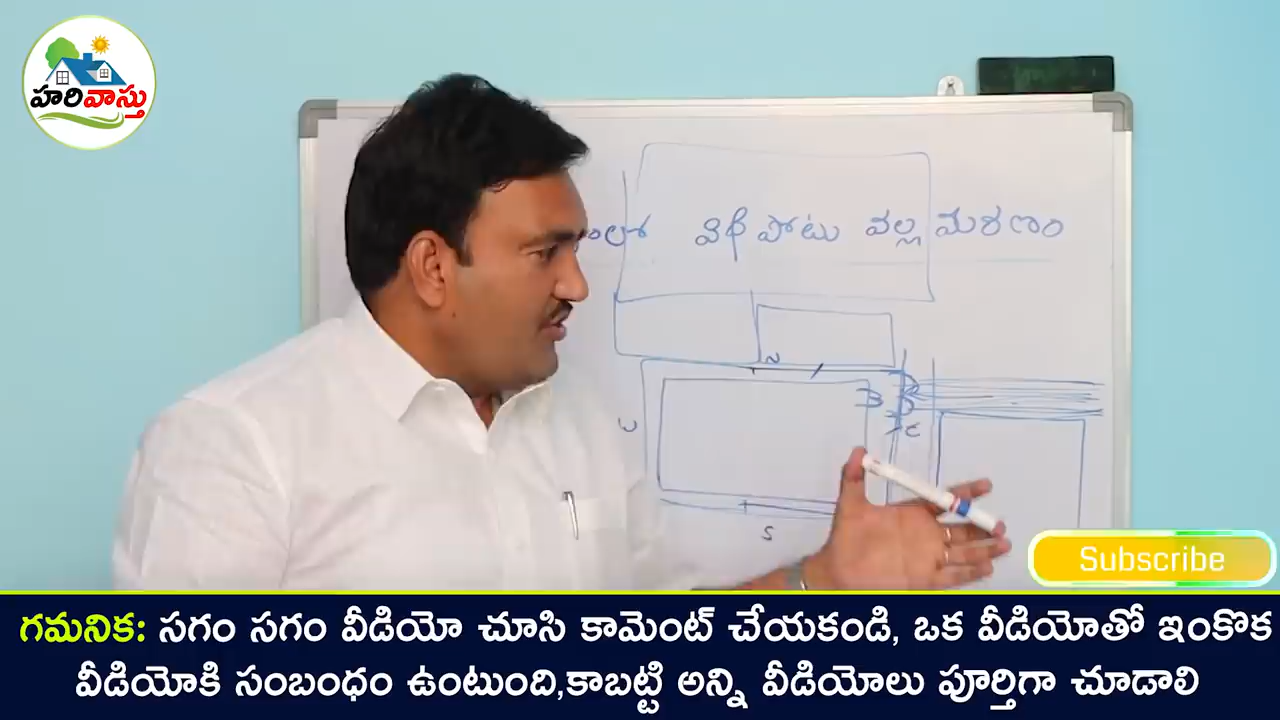 హరివాస్తు
వీధి పోటు వల్ల మరణం
N
W
E
S
Subscribe
గమనిక: సగం సగం వీడియో చూసి కామెంట్ చేయకండి, ఒక వీడియోతో ఇంకొక
వీడియోకి సంబంధం ఉంటుంది,కాబట్టి అన్ని వీడియోలు పూర్తిగా చూడాలి